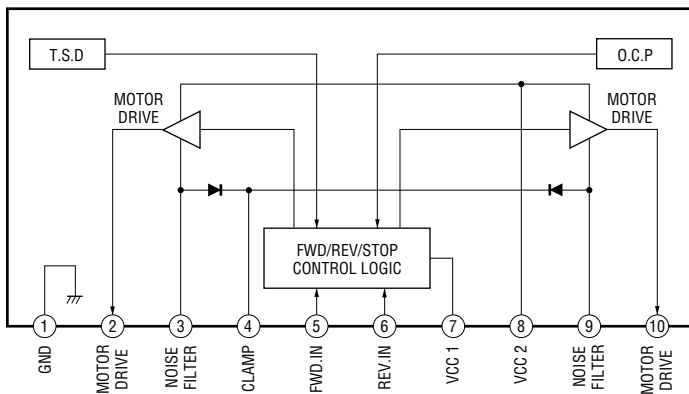 T.S.D
O.C.P
MOTOR
DRIVE
MOTOR
DRIVE
FWD/REV/STOP
CONTROL LOGIC
1
2
3
4
5
6
7
8
9
10
GND
MOTOR
DRIVE
NOISE
FILTER
CLAMP
FWD.IN
REV.IN
VCC 1
VCC 2
NOISE
FILTER
MOTOR
DRIVE